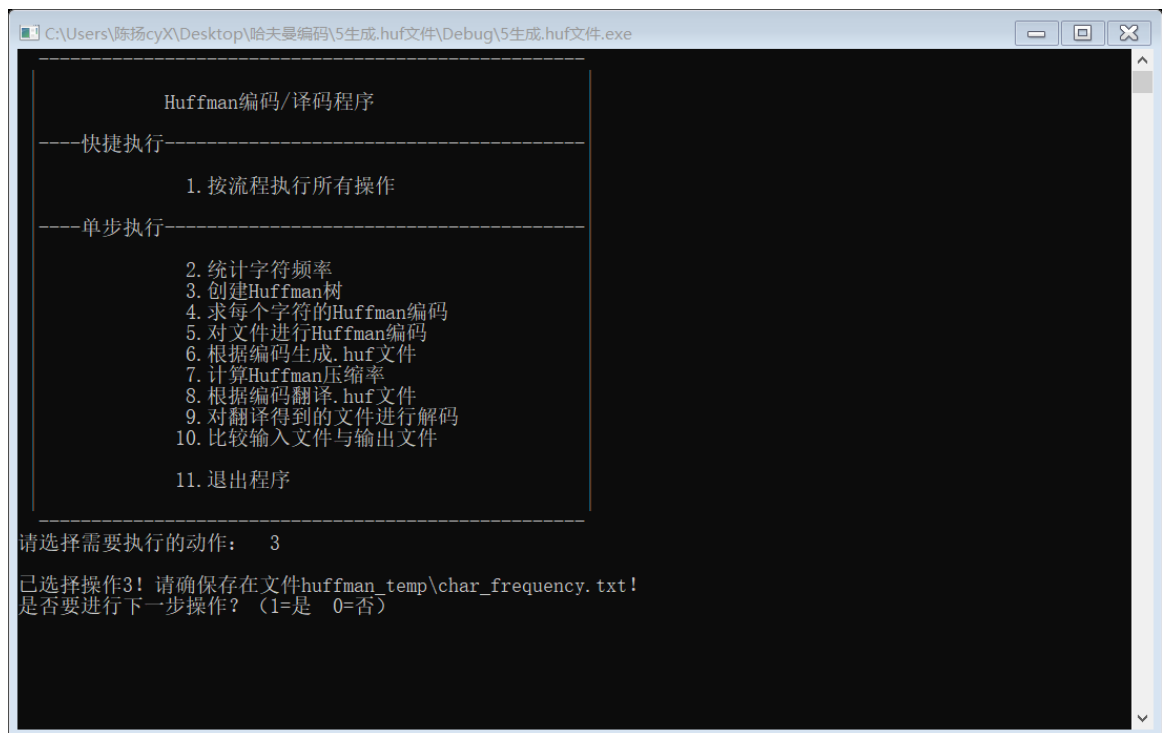 C:\Users\陈扬cyX\Desktop\哈夫曼编码\5生成.huf文件\Debug\5生成.huf文件.exe
----------------------------------------------------
Huffman编码/译码程序
----快捷执行----------------------------------------
1.按流程执行所有操作
----单步执行----------------------------------------
2.统计字符频率
3.创建Huffman树
4.求每个字符的Huffman编码
5.对文件进行Huffman编码
6.根据编码生成.huf文件
7.计算Huffman压缩率
8.根据编码翻译.huf文件
9.对翻译得到的文件进行解码
10.比较输入文件与输出文件
11.退出程序
----------------------------------------------------
请选择需要执行的动作： 3
已选择操作3！请确保存在文件huffman_temp\char_frequency.txt！
是否要进行下一步操作？（1=是 0=否）